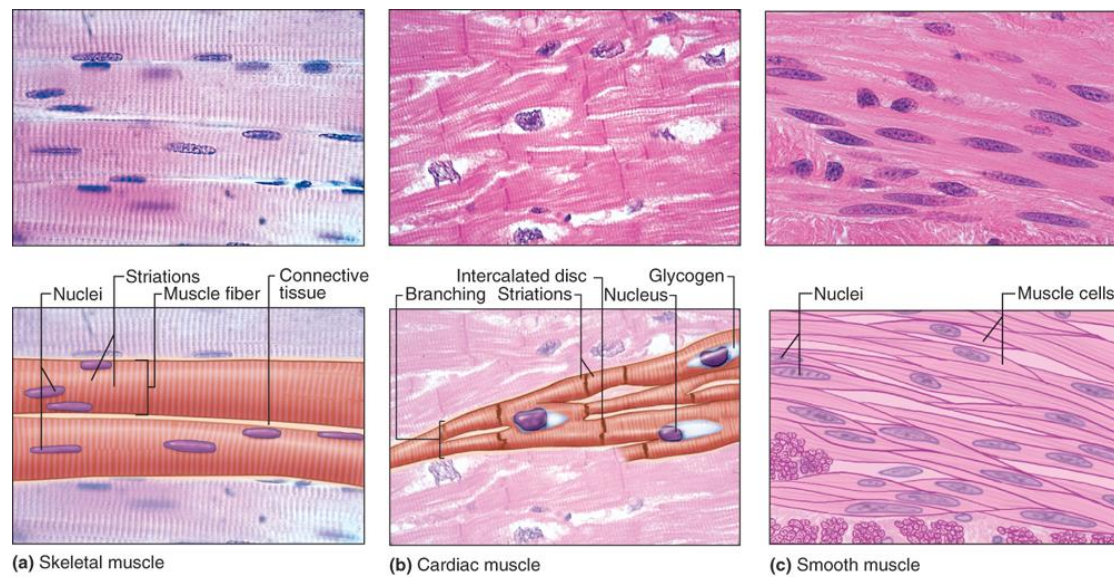 Striations
Connective
tissue
Nuclei
Muscle fiber
Intercalated disc
Glycogen
Branching
Striations
Nucleus
Nuclei
Muscle cells
(a) Skeletal muscle
(b) Cardiac muscle
(c) Smooth muscle